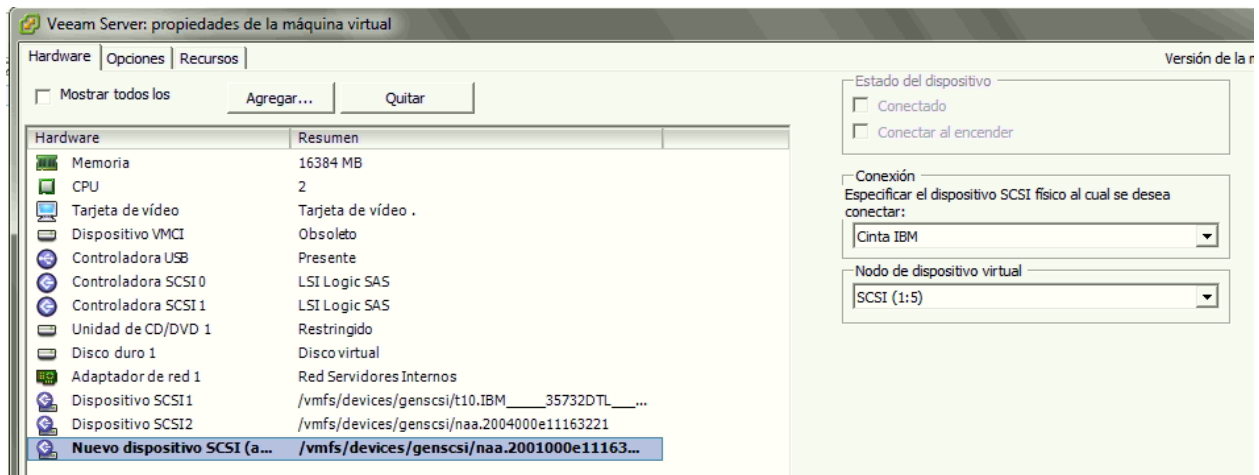 Veeam Server: propiedades de la máquina virtual
Hardware Opciones Recursos
Versión de la
Mostrar todos los Agregar... Quitar
Hardware Resumen
Memoria 16384 MB
CPU 2
Tarjeta de vídeo Tarjeta de vídeo .
Dispositivo VMCI Obsoleto
Controladora USB Presente
Controladora SCSI 0 LSI Logic SAS
Controladora SCSI 1 LSI Logic SAS
Unidad de CD/DVD 1 Restringido
Disco duro 1 Disco virtual
Adaptador de red 1 Red Servidores Internos
Dispositivo SCSI1 /vmfs/devices/genscsi/t10.IBM_____35732DTL___...
Dispositivo SCSI2 /vmfs/devices/genscsi/naa.2004000e11163221
Nuevo dispositivo SCSI (a... /vmfs/devices/genscsi/naa.2001000e11163...
Estado del dispositivo
Conectado
Conectar al encender
Conexión
Especificar el dispositivo SCSI físico al cual se desea
conectar:
Cinta IBM
Nodo de dispositivo virtual
SCSI (1:5)